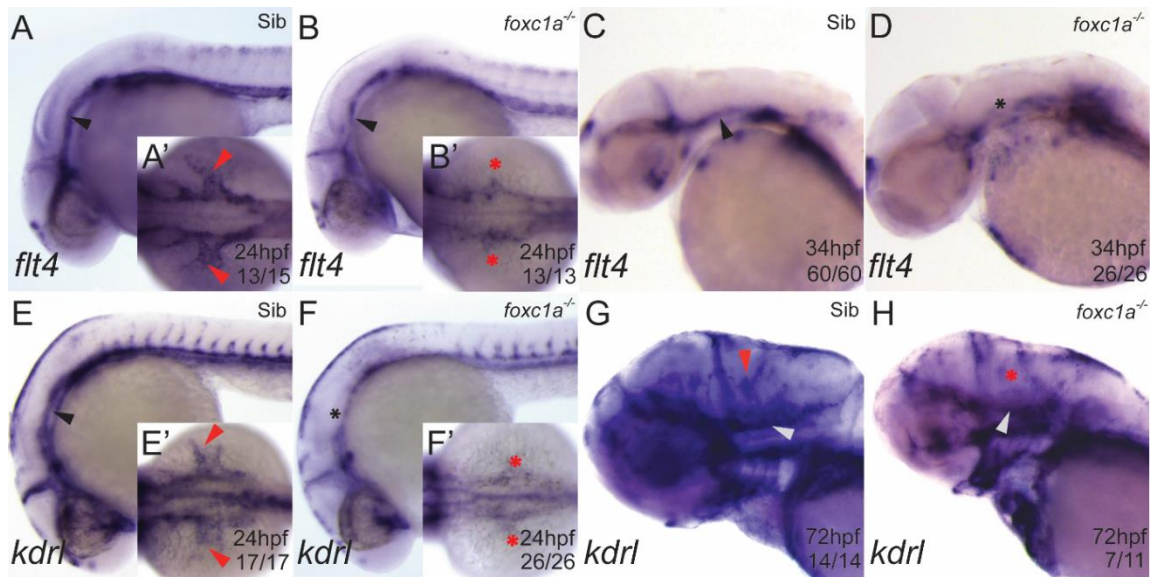 A
Sib
flt4
A'
24hpf
13/15
B
foxc1a-/-
flt4
B'
24hpf
13/13
C
Sib
flt4
34hpf
60/60
D
foxc1a-/-
*
flt4
34hpf
26/26
E
Sib
kdrl
E'
24hpf
17/17
F
foxc1a-/-
*
kdrl
F'
24hpf
26/26
G
Sib
kdrl
72hpf
14/14
H
foxc1a-/-
*
kdrl
72hpf
7/11